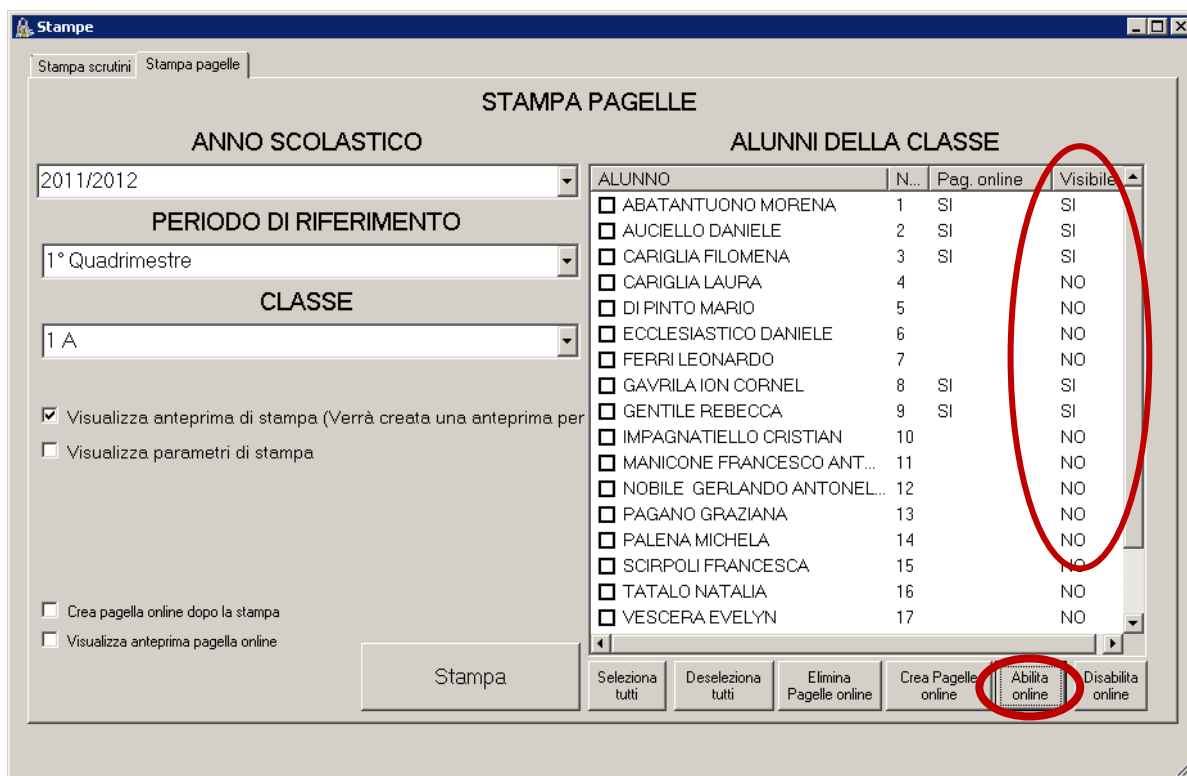 Stampe
Stampa scrutini Stampa pagelle
STAMPA PAGELLE
ANNO SCOLASTICO
2011/2012
PERIODO DI RIFERIMENTO
1° Quadrimestre
CLASSE
1 A
Visualizza anteprima di stampa (Verrà creata una anteprima per
Visualizza parametri di stampa
Crea pagella online dopo la stampa
Visualizza anteprima pagella online
Stampa
ALUNNI DELLA CLASSE
ALUNNO N... Pag. online Visibile
ABATANTUONO MORENA 1 SI SI
AUCIELLO DANIELE 2 SI SI
CARIGLIA FILOMENA 3 SI SI
CARIGLIA LAURA 4 NO
DI PINTO MARIO 5 NO
ECCLESIASTICO DANIELE 6 NO
FERRI LEONARDO 7 NO
GAVRILA ION CORNEL 8 SI SI
GENTILE REBECCA 9 SI SI
IMPAGNATIELLO CRISTIAN 10 NO
MANICONE FRANCESCO ANT... 11 NO
NOBILE GERLANDO ANTONEL... 12 NO
PAGANO GRAZIANA 13 NO
PALENA MICHELA 14 NO
SCIRPOLI FRANCESCA 15 NO
TATALO NATALIA 16 NO
VESCERA EVELYN 17 NO
Seleziona tutti
Deseleziona tutti
Elimina Pagelle online
Crea Pagelle online
Abilita online
Disabilita online